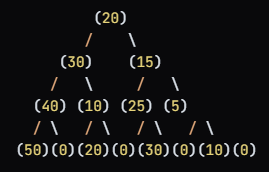 (20)
/ \
(30) (15)
/ \ / \
(40) (10) (25) (5)
/ \ / \ / \ / \
(50)(0)(20)(0)(30)(0)(10)(0)